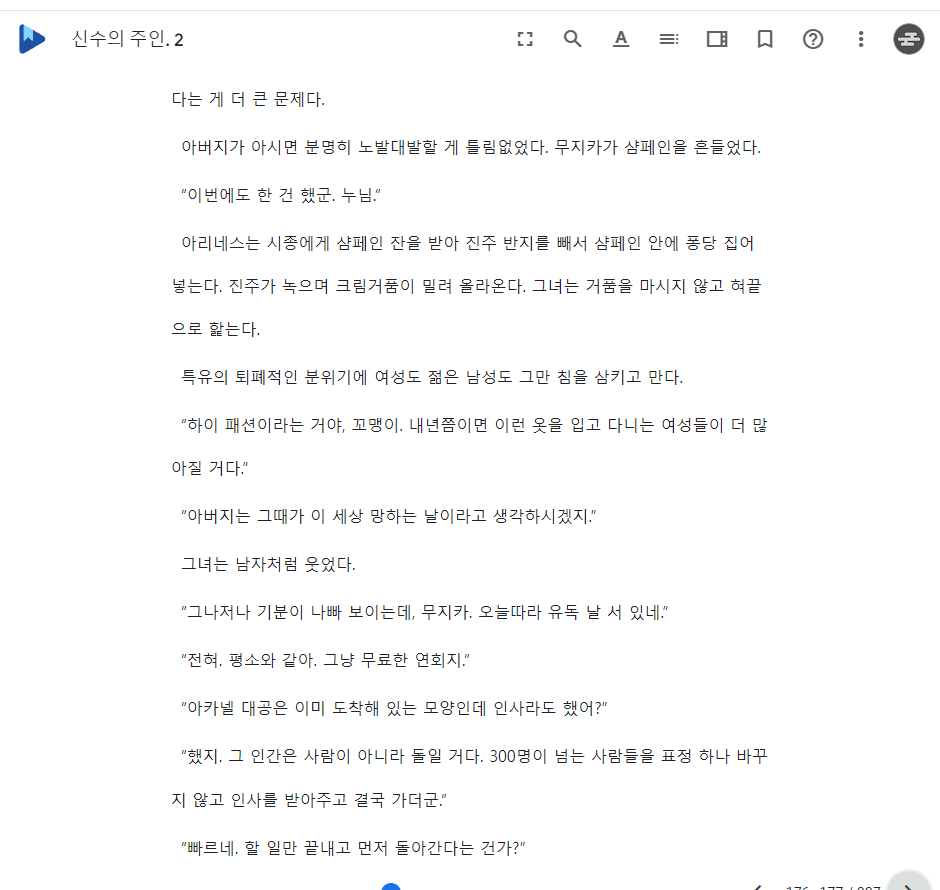 신수의 주인. 2
다는 게 더 큰 문제다.
아버지가 아시면 분명히 노발대발할 게 틀림없었다. 무지카가 샴페인을 흔들었다.
“이번에도 한 건 했군. 누님.”
아리네스는 시종에게 샴페인 잔을 받아 진주 반지를 빼서 샴페인 안에 퐁당 집어
넣는다. 진주가 녹으며 크림거품이 밀려 올라온다. 그녀는 거품을 마시지 않고 혀끝
으로 핥는다.
특유의 퇴폐적인 분위기에 여성도 젊은 남성도 그만 침을 삼키고 만다.
“하이 패션이라는 거야, 꼬맹이. 내년쯤이면 이런 옷을 입고 다니는 여성들이 더 많
아질 거다.”
“아버지는 그때가 이 세상 망하는 날이라고 생각하시겠지.”
그녀는 남자처럼 웃었다.
“그나저나 기분이 나빠 보이는데, 무지카. 오늘따라 유독 날 서 있네.”
“전혀. 평소와 같아. 그냥 무료한 연회지.”
“아카넬 대공은 이미 도착해 있는 모양인데 인사라도 했어?”
“했지. 그 인간은 사람이 아니라 돌일 거다. 300명이 넘는 사람들을 표정 하나 바꾸
지 않고 인사를 받아주고 결국 가더군.”
“빠르네. 할 일만 끝내고 먼저 돌아간다는 건가?”